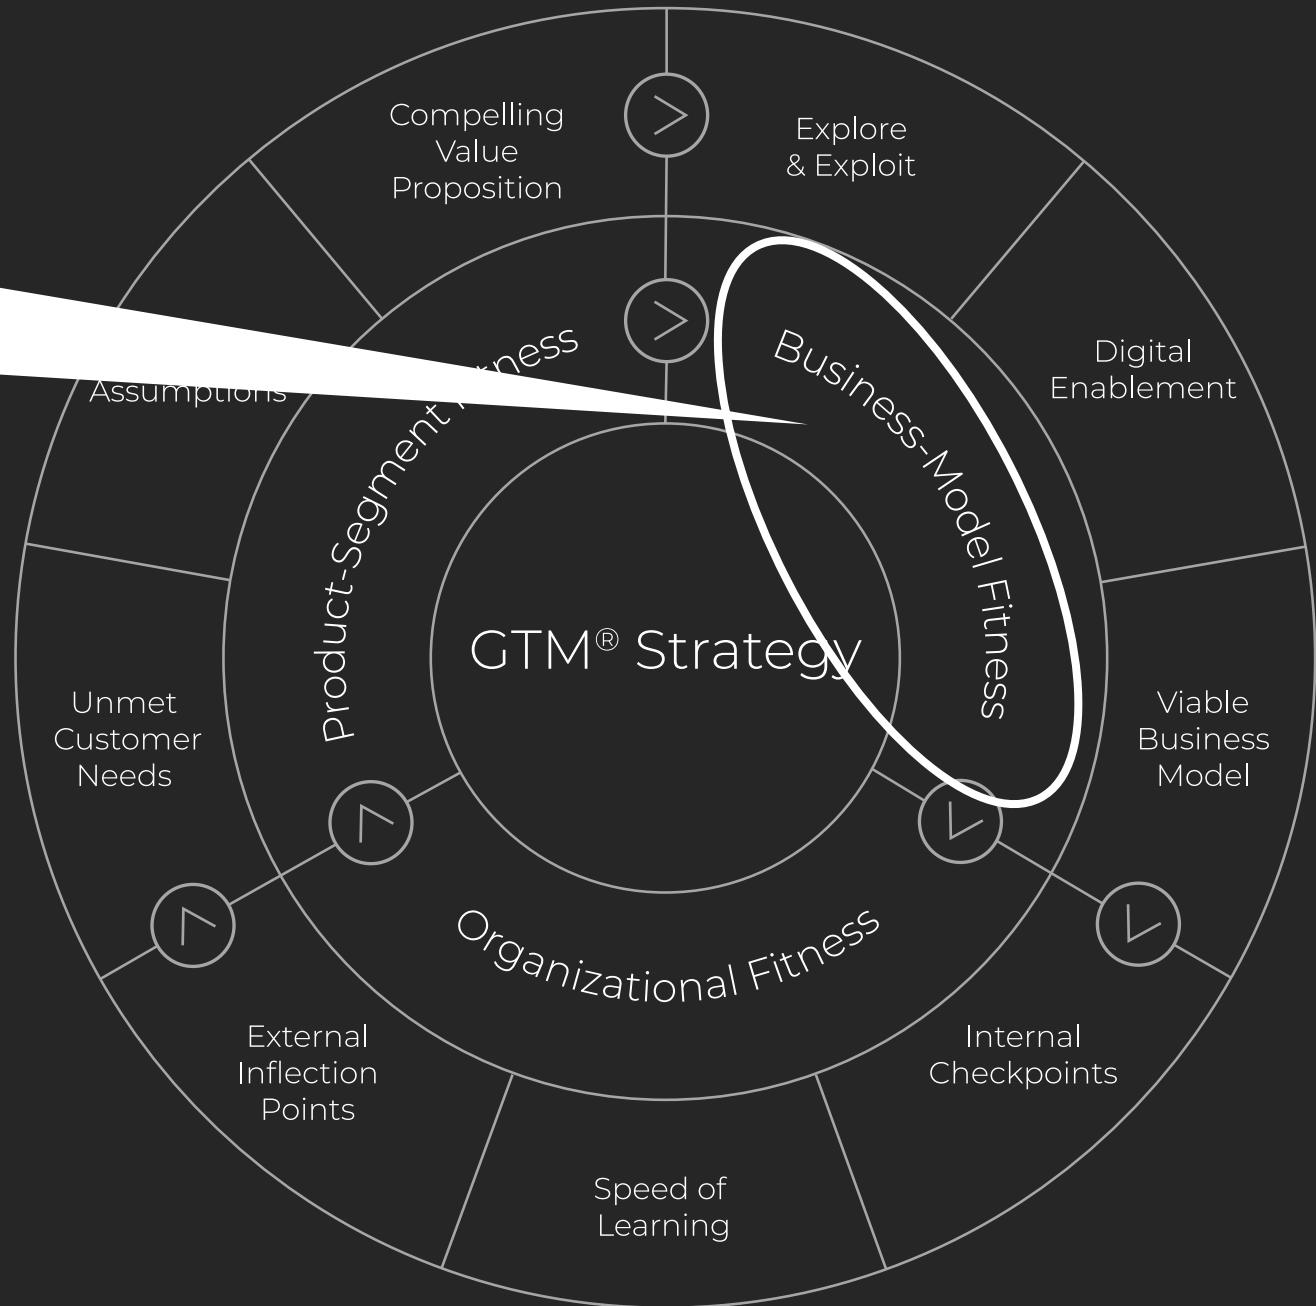 Compelling
Value
Proposition
Explore
& Exploit
Digital
Enablement
Assumptions
Product-Segment Fitness
Business-Model Fitness
GTM® Strategy
Unmet
Customer
Needs
Viable
Business
Model
Organizational Fitness
External
Inflection
Points
Internal
Checkpoints
Speed of
Learning